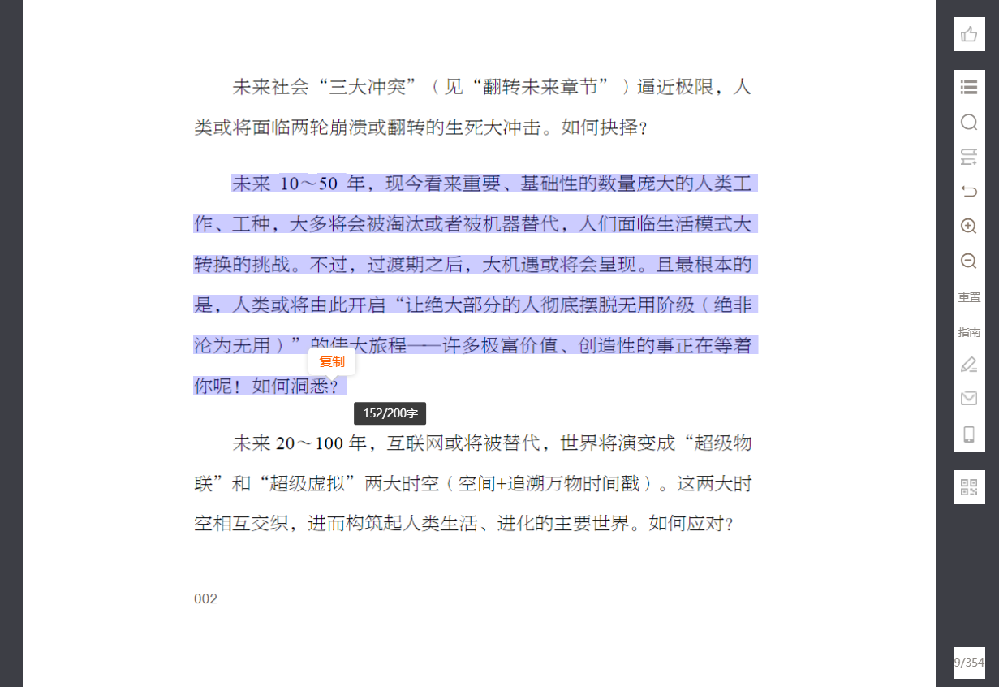 未来社会“三大冲突”（见“翻转未来章节”）逼近极限，人
类或将面临两轮崩溃或翻转的生死大冲击。如何抉择？
未来 10～50 年，现今看来重要、基础性的数量庞大的人类工
作、工种，大多将会被淘汰或者被机器替代，人们面临生活模式大
转换的挑战。不过，过渡期之后，大机遇或将会呈现。且最根本的
是，人类或将由此开启“让绝大部分的人彻底摆脱无用阶级（绝非
沦为无用）”的伟大旅程——许多极富价值、创造性的事正在等着
复制
你呢！如何洞悉？
152/200字
未来 20～100 年，互联网或将被替代，世界将演变成“超级物
联”和“超级虚拟”两大时空（空间+追溯万物时间戳）。这两大时
空相互交织，进而构筑起人类生活、进化的主要世界。如何应对？
002
重置
指南
9/354